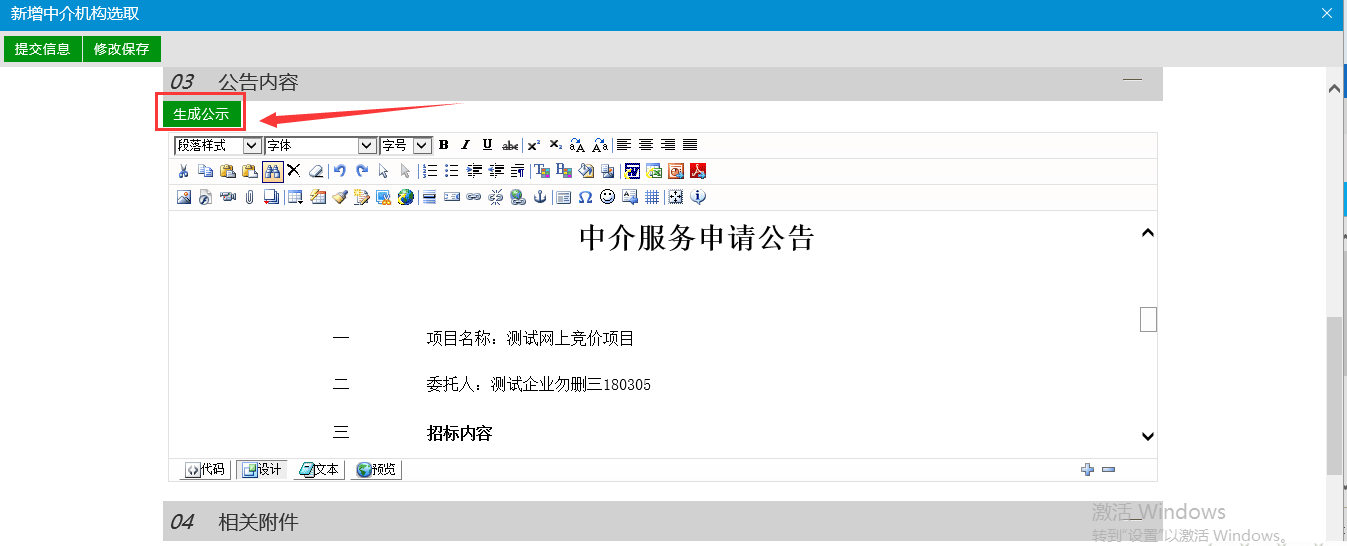 新增中介机构选取
提交信息 修改保存
03 公告内容
生成公示
段落样式 字体 字号 B I U abc
中介服务申请公告
一 项目名称：测试网上竞价项目
二 委托人：测试企业勿删三180305
三 招标内容
代码 设计 文本 预览
04 相关附件
激活 Windows
转到"设置"以激活 Windows。